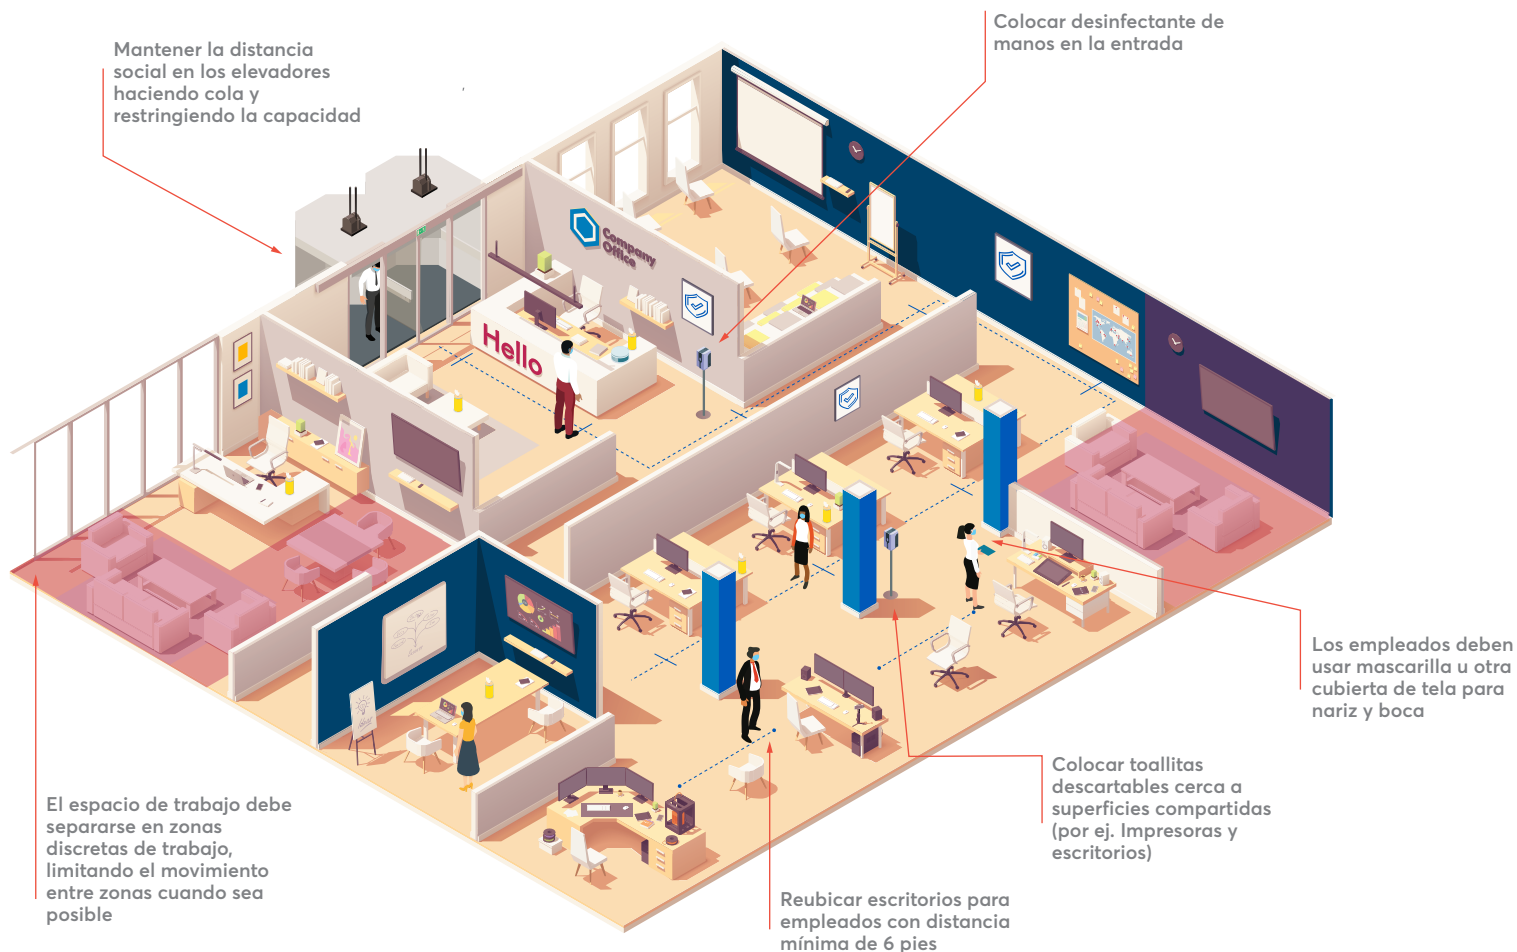 Mantener la distancia
social en los elevadores
haciendo cola y
restringiendo la capacidad
Colocar desinfectante de
manos en la entrada
Company
Office
Hello
Los empleados deben
usar mascarilla u otra
cubierta de tela para
nariz y boca
Colocar toallitas
descartables cerca a
superficies compartidas
(por ej. Impresoras y
escritorios)
El espacio de trabajo debe
separarse en zonas
discretas de trabajo,
limitando el movimiento
entre zonas cuando sea
posible
Reubicar escritorios para
empleados con distancia
mínima de 6 pies